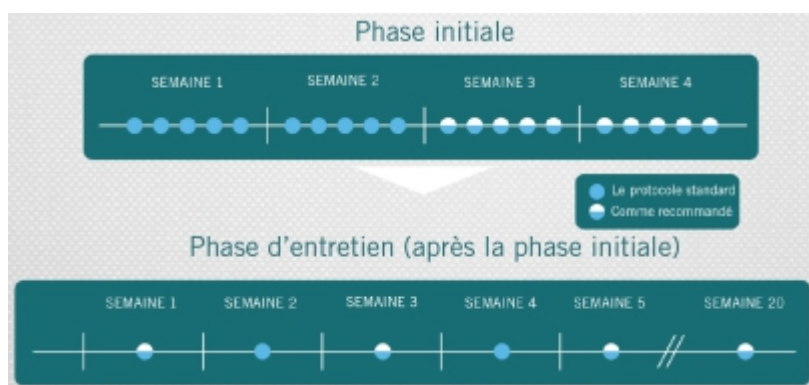 Phase initiale
SEMAINE 1 SEMAINE 2 SEMAINE 3 SEMAINE 4
Le protocole standard
Comme recommandé
Phase d'entretien (après la phase initiale)
SEMAINE 1 SEMAINE 2 SEMAINE 3 SEMAINE 4 SEMAINE 5 SEMAINE 20